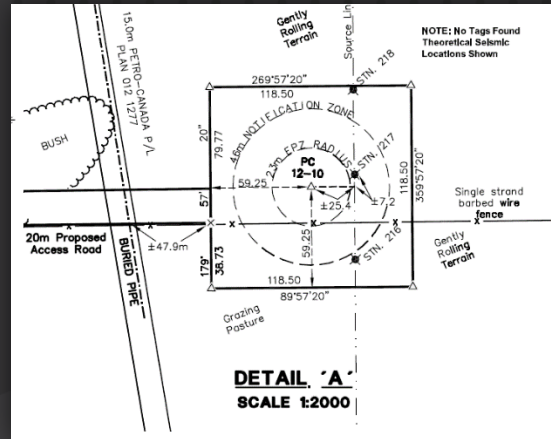 Gently
Rolling
Terrain
Source Lin
STN. 218
NOTE: No Tags Found
Theoretical Seismic
Locations Shown
15.0m PETRO-CANADA P/L
PLAN 012 1277
269°57'20"
118.50
BUSH
20"
79.77
46m NOTIFICATION ZONE
23m EPZ RADIUS
STN. 217
PC
12-10
118.50
359°57'20"
59.25
57'
±25.4
±7.2
Single strand
barbed wire
fence
x x x x x x
20m Proposed
Access Road
±47.9m
BURIED PIPE
59.25
STN. 216
Gently
Rolling
Terrain
179°
38.73
118.50
89°57'20"
Grazing
Pasture
DETAIL 'A'
SCALE 1:2000